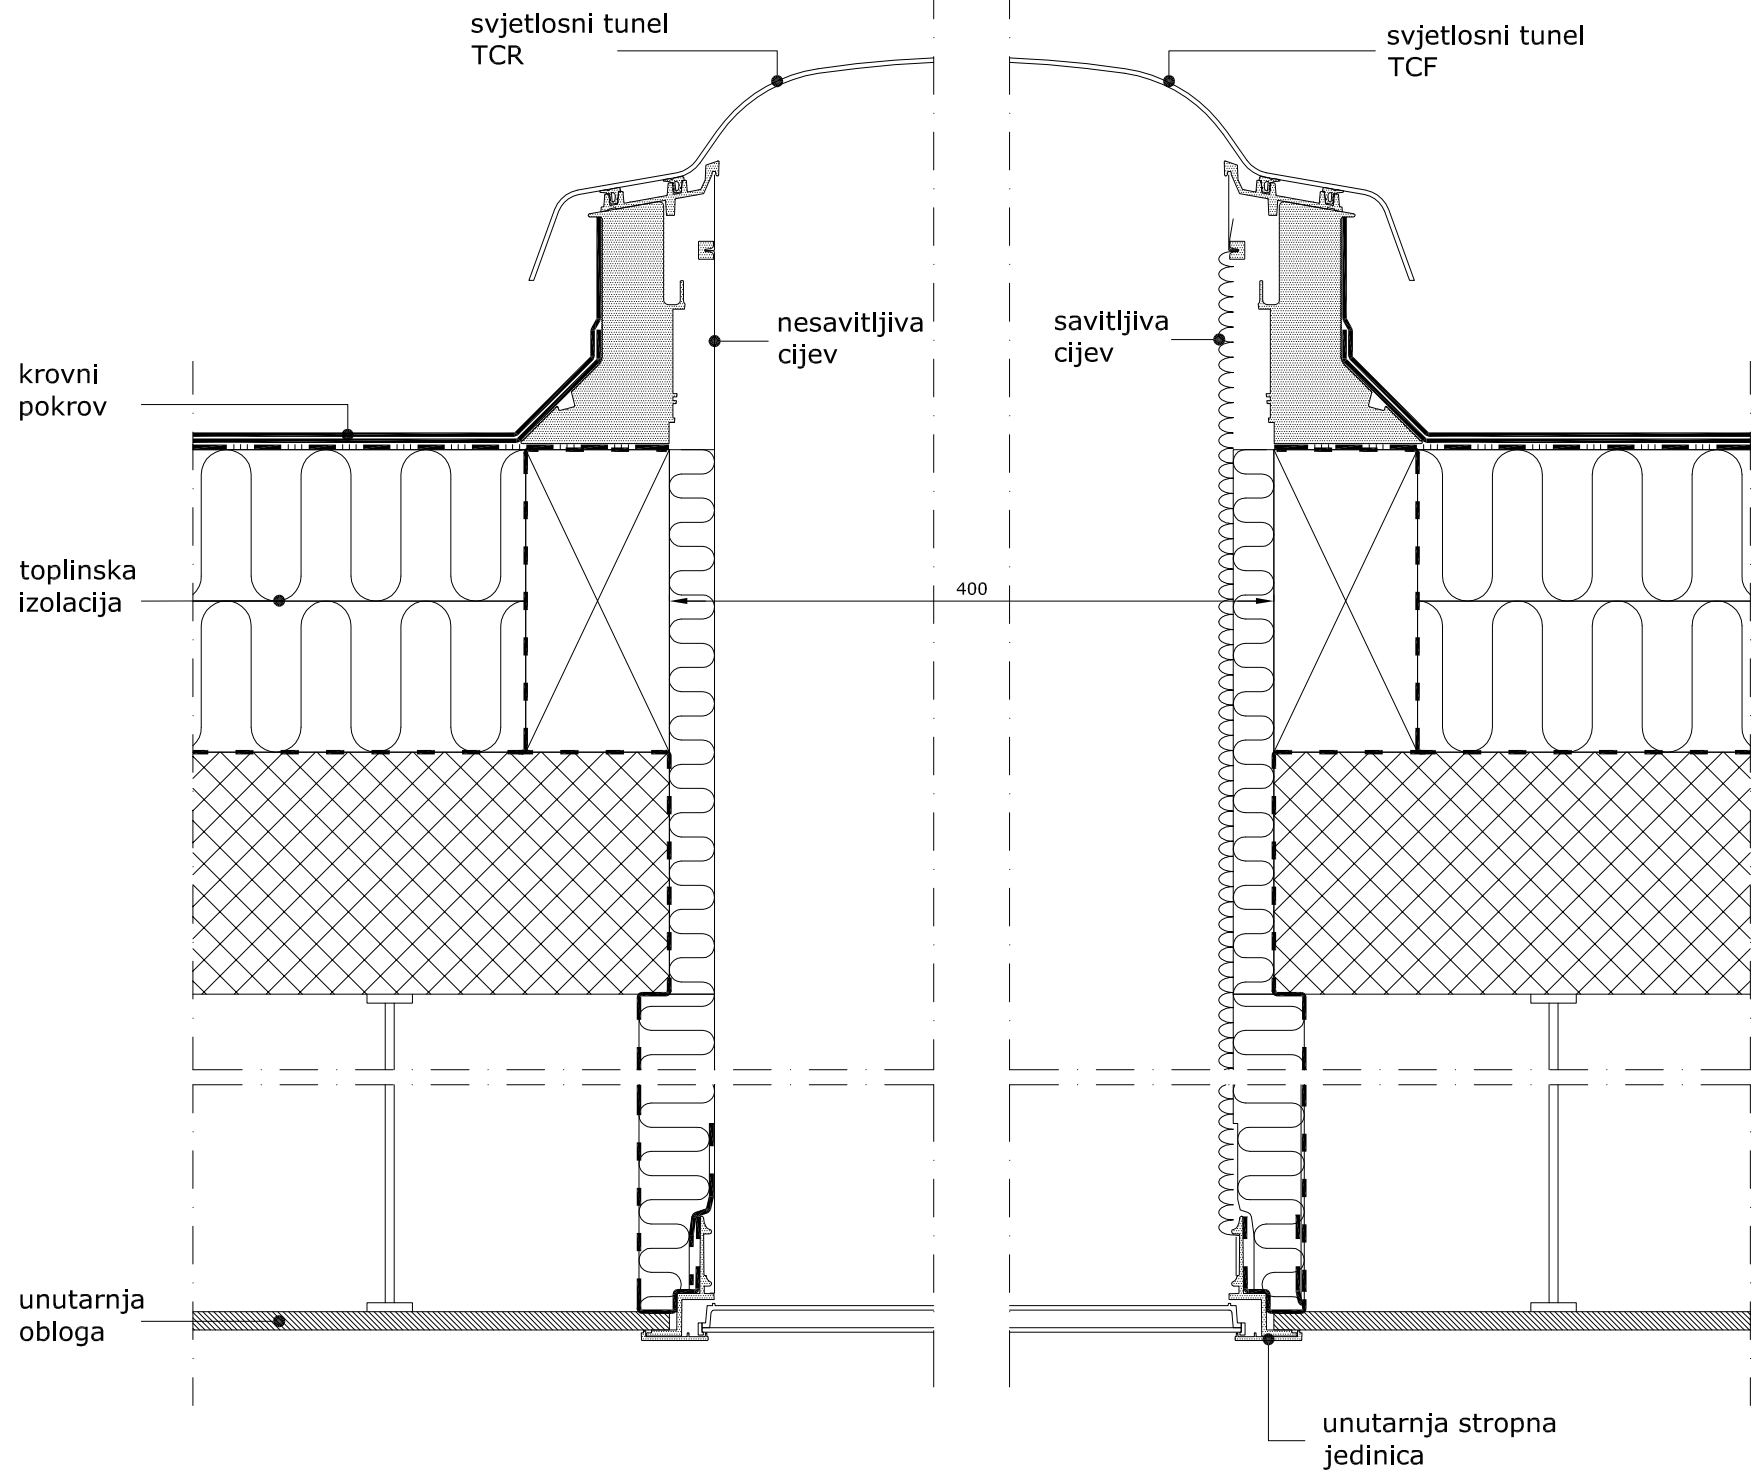 svjetlosni tunel
TCR
svjetlosni tunel
TCF
nesavitljiva
cijev
savitljiva
cijev
krovni
pokrov
toplinska
izolacija
400
unutarnja
obloga
unutarnja stropna
jedinica